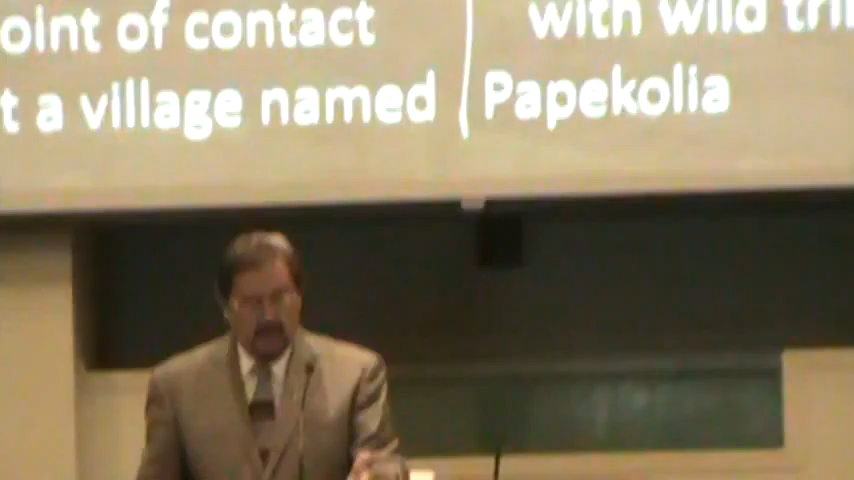 oint of contact | with wild tri
t a village named | Papekolia